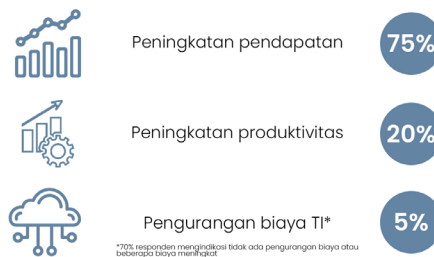 Peningkatan pendapatan
75%
Peningkatan produktivitas
20%
Pengurangan biaya TI*
5%
*70% responden mengindikasi tidak ada pengurangan biaya atau
beberapa biaya meningkat